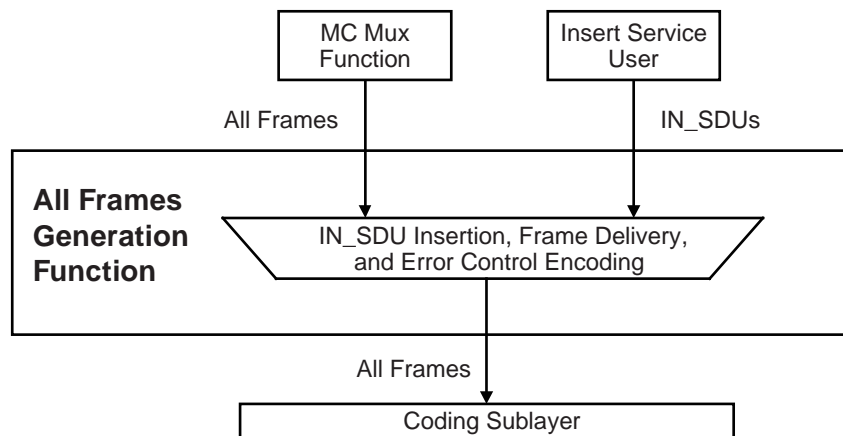 MC Mux
Function
Insert Service
User
All Frames
IN_SDUs
All Frames
Generation
Function
IN_SDU Insertion, Frame Delivery,
and Error Control Encoding
All Frames
Coding Sublayer